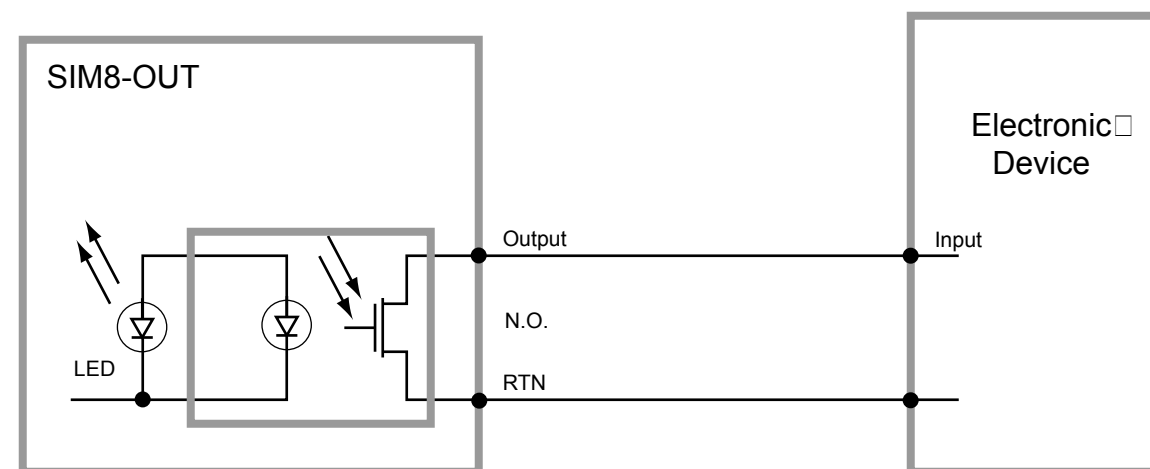 SIM8-OUT
Electronic□
Device
Output
Input
N.O.
LED
RTN